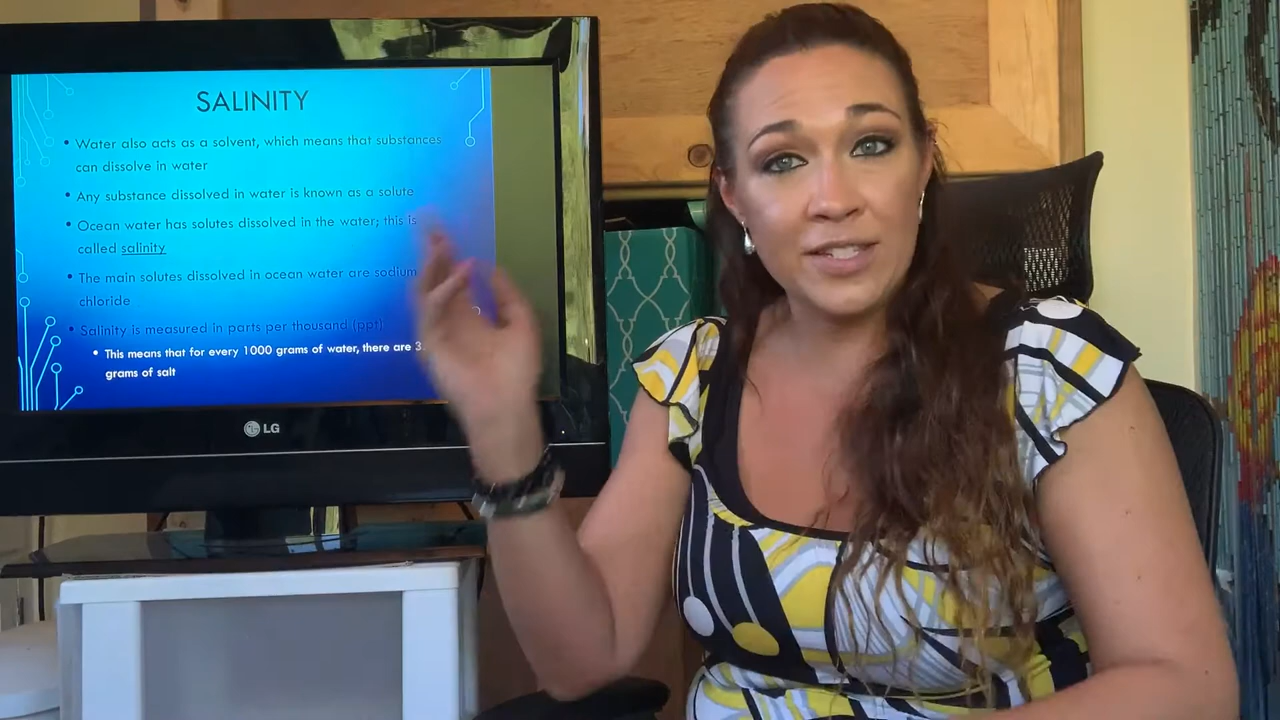 SALINITY
• Water also acts as a solvent, which means that substances
can dissolve in water
• Any substance dissolved in water is known as a solute
• Ocean water has solutes dissolved in the water; this is
called salinity
• The main solutes dissolved in ocean water are sodium
chloride
• Salinity is measured in parts per thousand (ppt)
• This means that for every 1000 grams of water, there are
grams of salt
LG